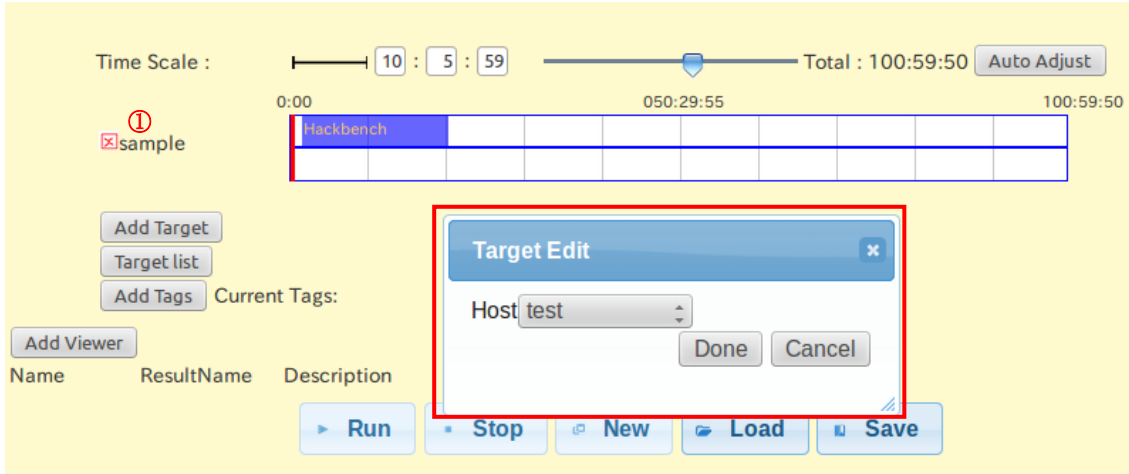 Time Scale : 10 : 5 : 59 Total : 100:59:50 Auto Adjust
0:00 050:29:55 100:59:50
①
sample Hackbench
Add Target
Target list
Add Tags Current Tags:
Target Edit
Host test
Done Cancel
Add Viewer
Name ResultName Description
Run Stop New Load Save